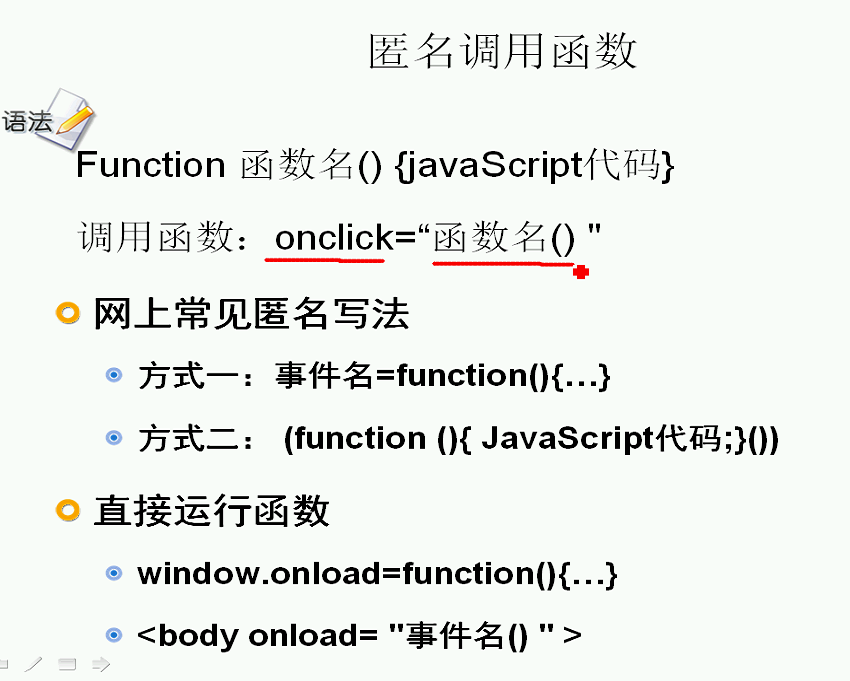 匿名调用函数
语法
Function 函数名() {javaScript代码}
调用函数：onclick=“函数名() "
网上常见匿名写法
方式一：事件名=function(){…}
方式二： (function (){ JavaScript代码;}())
直接运行函数
window.onload=function(){…}
<body onload= "事件名() " >